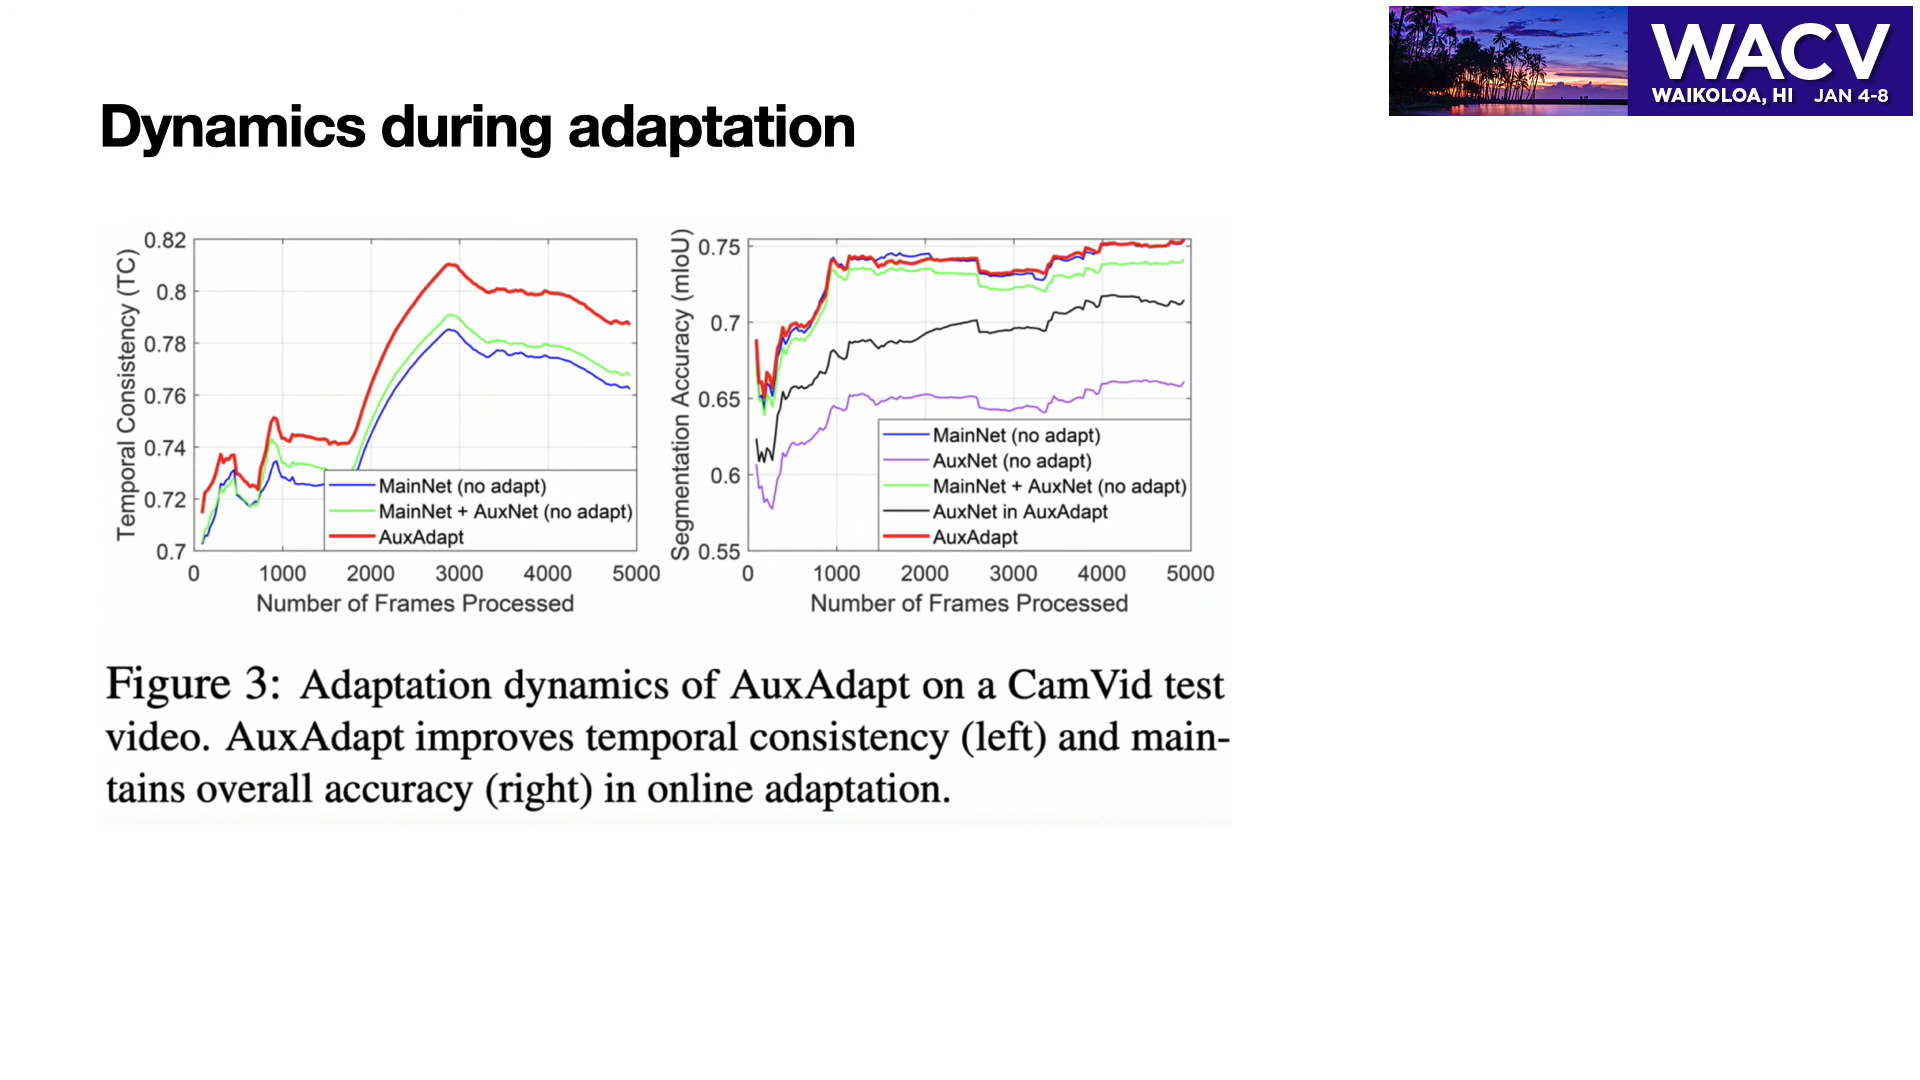 WACV
WAIKOLOA, HI JAN 4-8
Dynamics during adaptation
Temporal Consistency (TC)
0.82
0.8
0.78
0.76
0.74
0.72
0.7
MainNet (no adapt)
MainNet + AuxNet (no adapt)
AuxAdapt
0 1000 2000 3000 4000 5000
Number of Frames Processed
Segmentation Accuracy (mIoU)
0.75
0.7
0.65
0.6
0.55
MainNet (no adapt)
AuxNet (no adapt)
MainNet + AuxNet (no adapt)
AuxNet in AuxAdapt
AuxAdapt
0 1000 2000 3000 4000 5000
Number of Frames Processed
Figure 3: Adaptation dynamics of AuxAdapt on a CamVid test
video. AuxAdapt improves temporal consistency (left) and main-
tains overall accuracy (right) in online adaptation.